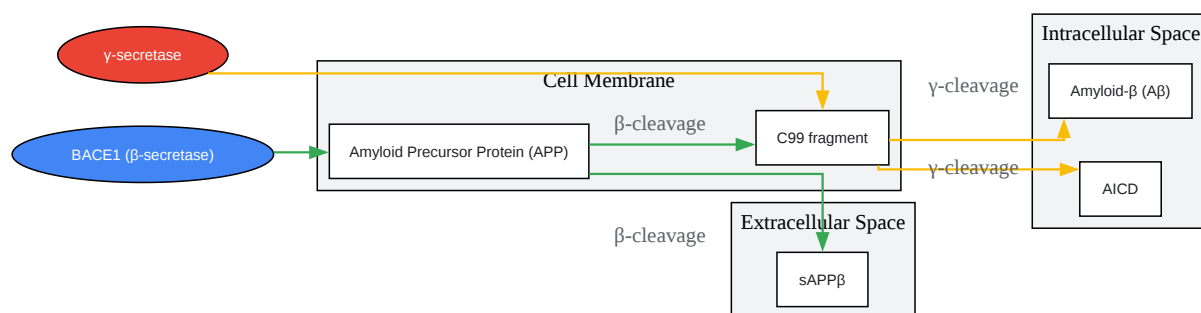 γ-secretase
BACE1 (β-secretase)
Cell Membrane
Amyloid Precursor Protein (APP)
β-cleavage
C99 fragment
β-cleavage
Extracellular Space
sAPPβ
γ-cleavage
γ-cleavage
Intracellular Space
Amyloid-β (Aβ)
AICD